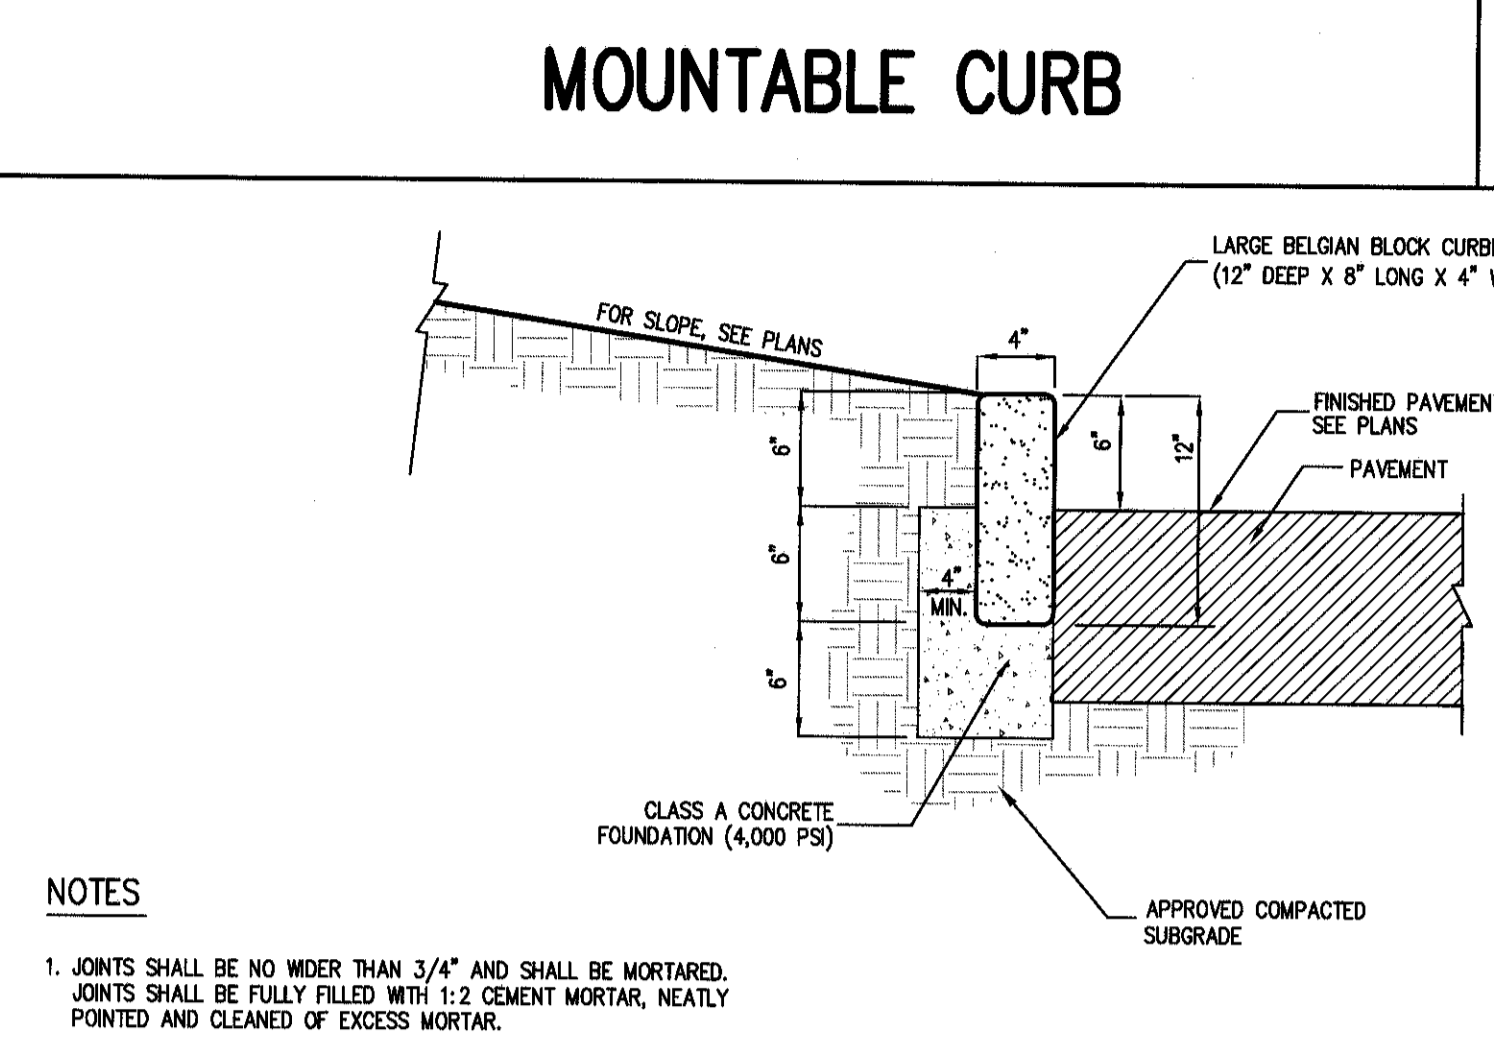 MOUNTABLE CURB
LARGE BELGIAN BLOCK
(12" DEEP X 8" LONG X 4"
FOR SLOPE, SEE PLANS
4"
6"
6"
12"
FINISHED
SEE PLANS
PAVEMENT
6"
4"
MIN.
6"
CLASS A CONCRETE
FOUNDATION (4,000 PSI)
APPROVED COMPACTED
SUBGRADE
NOTES
1. JOINTS SHALL BE NO WIDER THAN 3/4" AND SHALL BE MORTARED.
JOINTS SHALL BE FULLY FILLED WITH 1:2 CEMENT MORTAR, NEATLY
POINTED AND CLEANED OF EXCESS MORTAR.